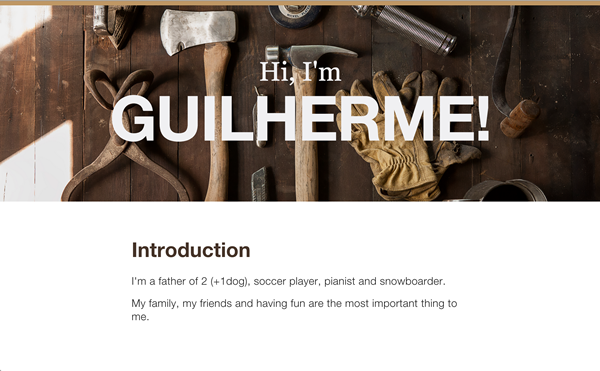 Hi, I'm
GUILHERME!
Introduction
I'm a father of 2 (+1dog), soccer player, pianist and snowboarder.
My family, my friends and having fun are the most important thing to
me.